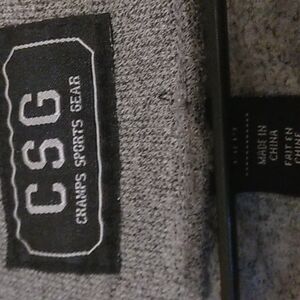 CSG
CHAMPS SPORTS GEAR
MADE IN
CHINA
FAIT EN
CHINE